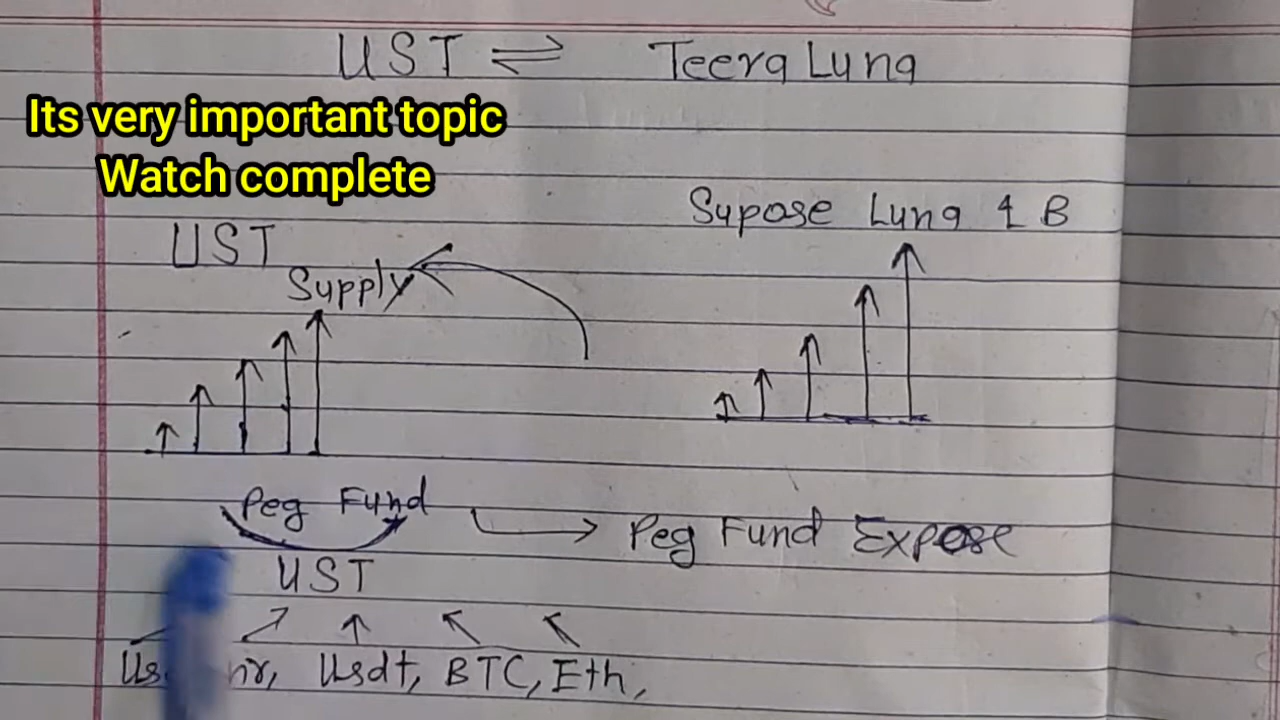 UST ⇌ Teera Luna
Its very important topic
Watch complete
Supose Luna 1 B
UST
Supply
Peg Fund → Peg Fund Expose
UST
Usdt, BTC, Eth,